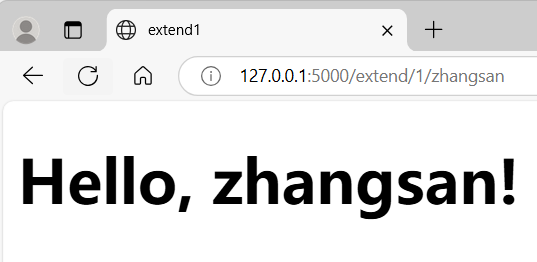 extend1
127.0.0.1:5000/extend/1/zhangsan
Hello, zhangsan!